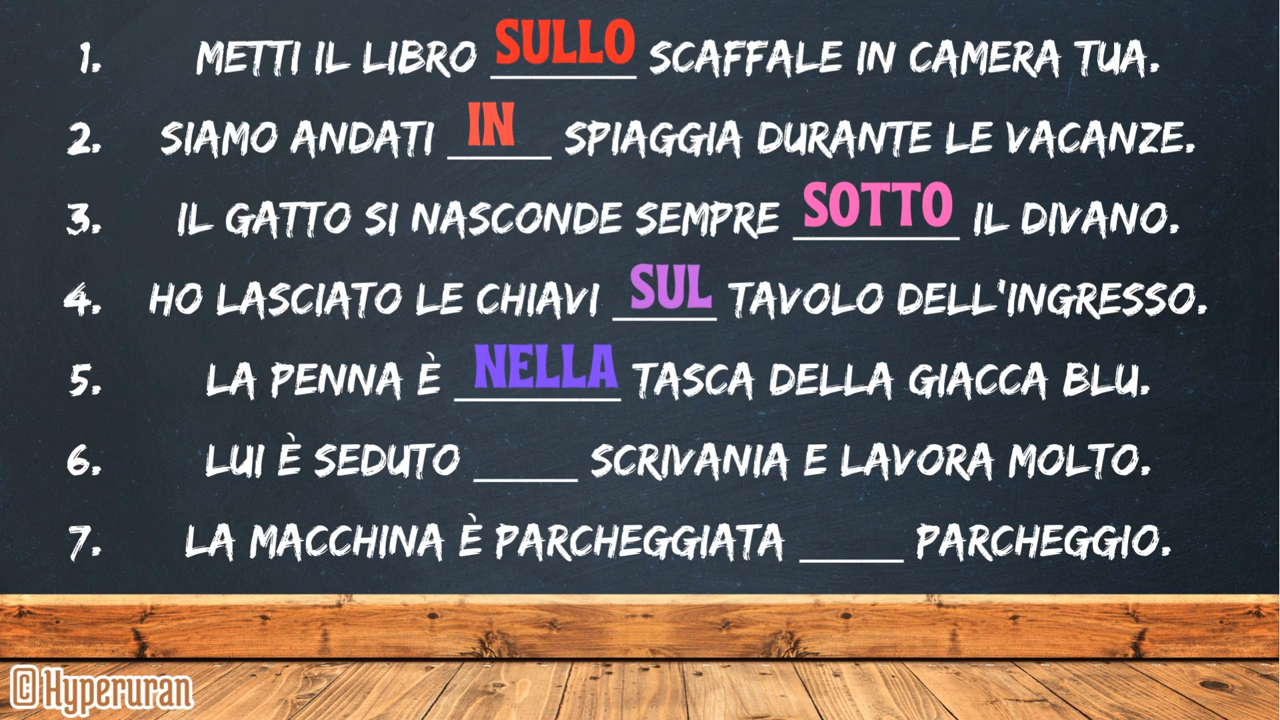 1. METTI IL LIBRO SULLO SCAFFALE IN CAMERA TUA.
2. SIAMO ANDATI IN SPIAGGIA DURANTE LE VACANZE.
3. IL GATTO SI NASCONDE SEMPRE SOTTO IL DIVANO.
4. HO LASCIATO LE CHIAVI SUL TAVOLO DELL'INGRESSO.
5. LA PENNA È NELLA TASCA DELLA GIACCA BLU.
6. LUI È SEDUTO _____ SCRIVANIA E LAVORA MOLTO.
7. LA MACCHINA È PARCHEGGIATA _____ PARCHEGGIO.
© Hyperuran